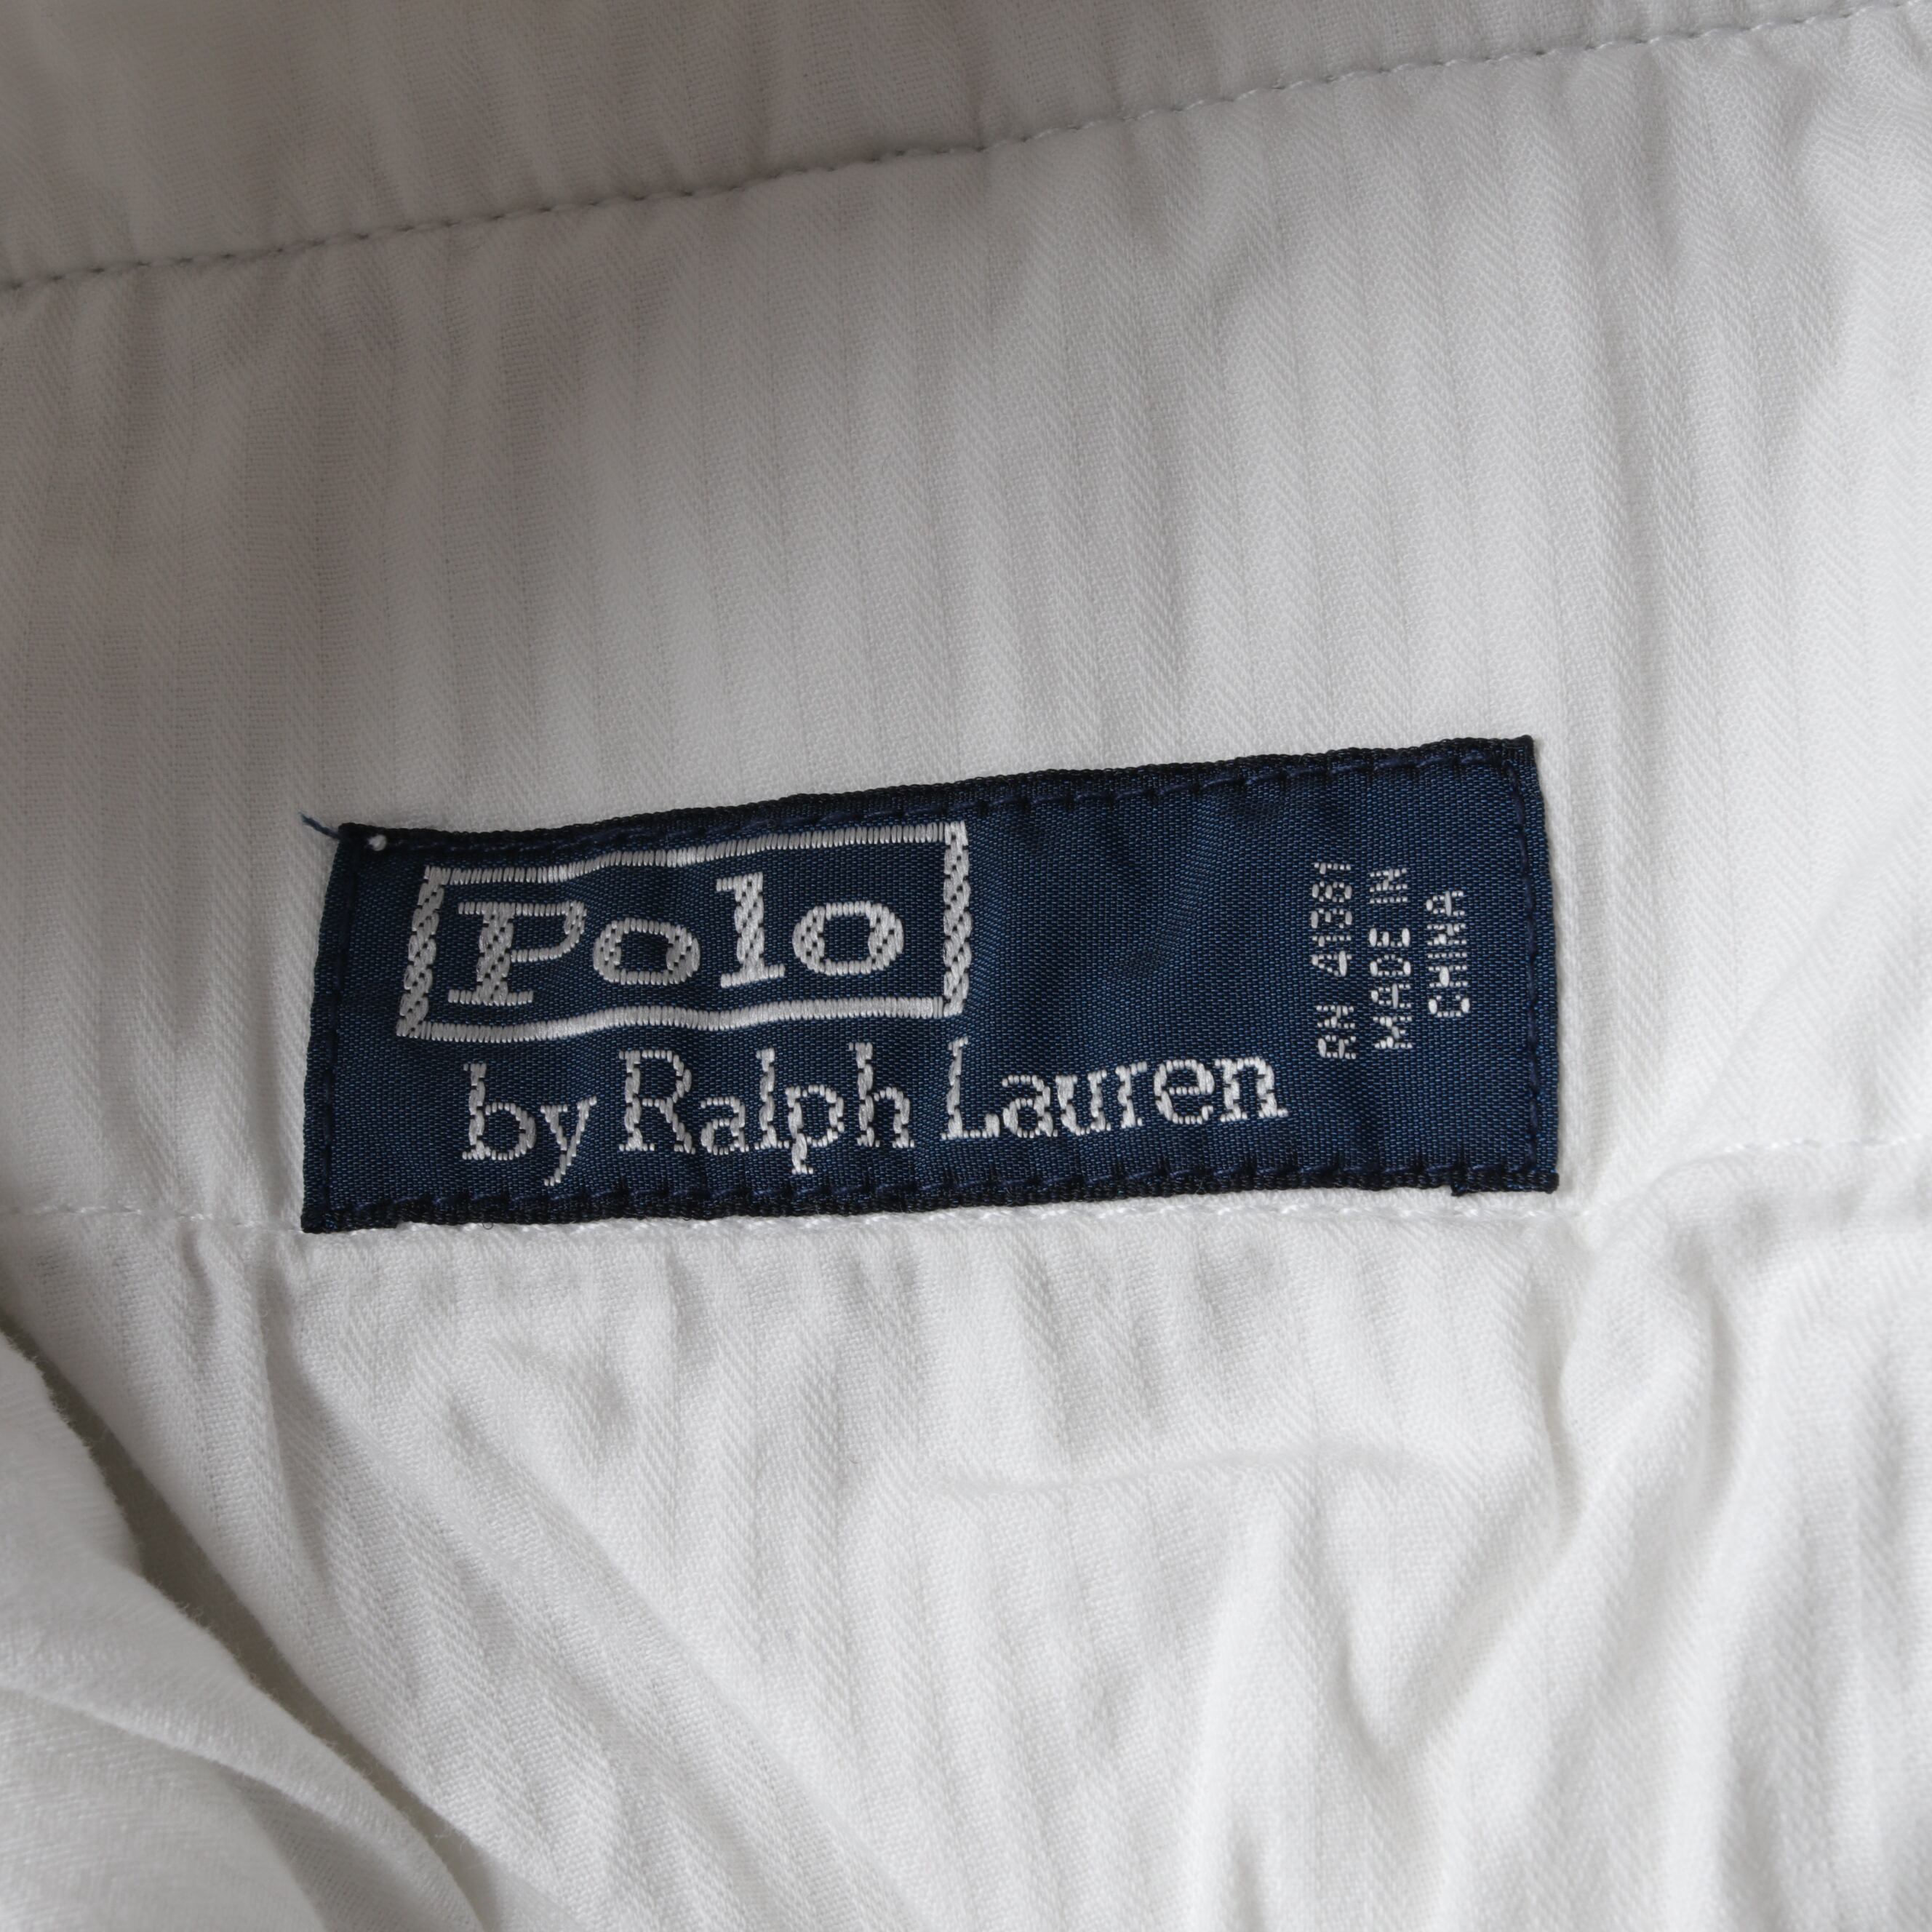 Polo
by Ralph Lauren
RN 41381
MADE IN
CHINA